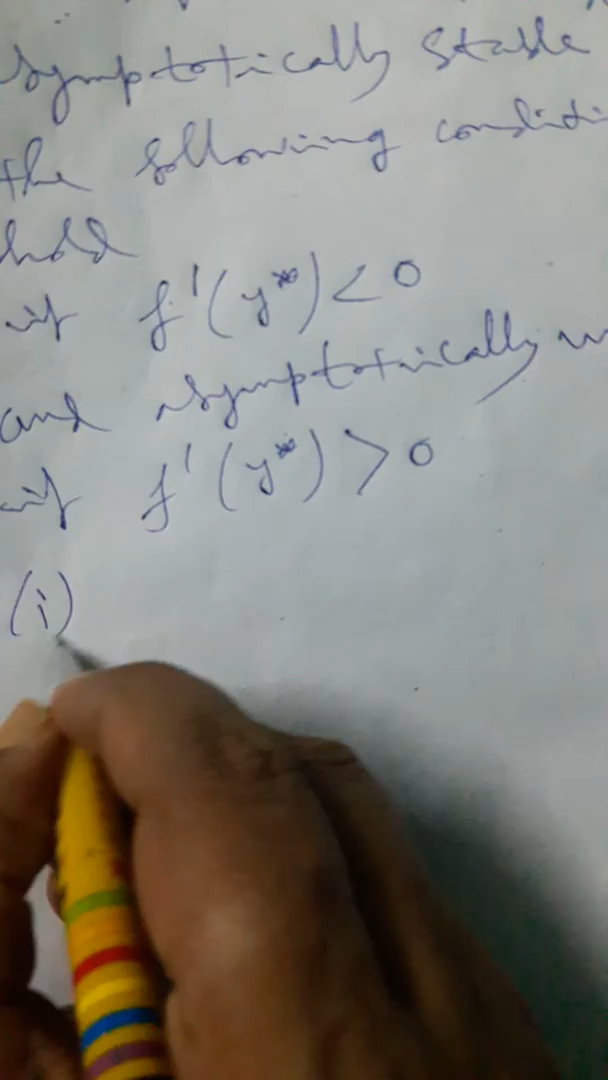 symptotically stable
the following conditi
hold
if f'(y*) < 0
and asymptotically u
if f'(y*) > 0
(i)